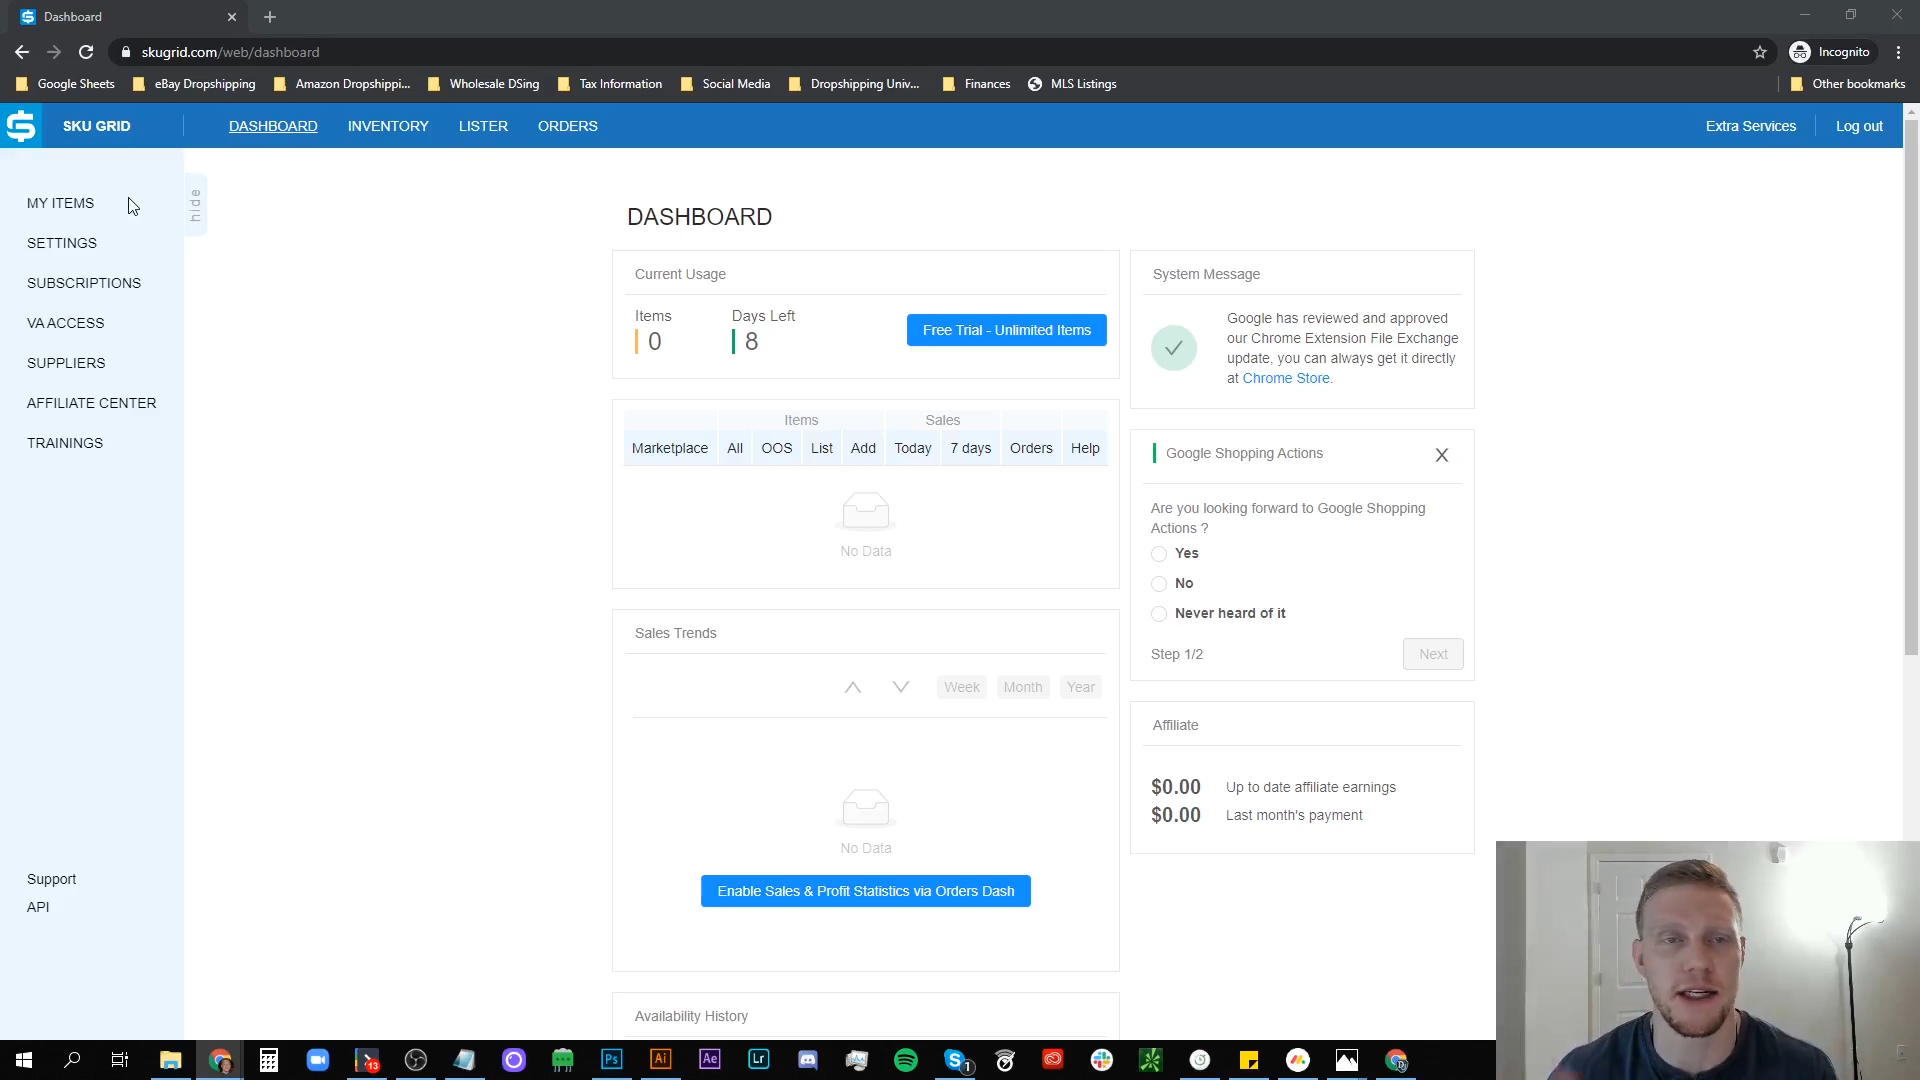 Dashboard
skugrid.com/web/dashboard
Incognito
Google Sheets
eBay Dropshipping
Amazon Dropshippi...
Wholesale DSing
Tax Information
Social Media
Dropshipping Univ...
Finances
MLS Listings
Other bookmarks
SKU GRID
DASHBOARD
INVENTORY
LISTER
ORDERS
Extra Services
Log out
MY ITEMS
SETTINGS
SUBSCRIPTIONS
VA ACCESS
SUPPLIERS
AFFILIATE CENTER
TRAININGS
Support
API
hide
DASHBOARD
Current Usage
Items
0
Days Left
8
Free Trial - Unlimited Items
Items
Sales
Marketplace All OOS List Add Today 7 days Orders Help
No Data
Sales Trends
Week
Month
Year
No Data
Enable Sales & Profit Statistics via Orders Dash
Availability History
System Message
Google has reviewed and approved
our Chrome Extension File Exchange
update, you can always get it directly
at Chrome Store.
Google Shopping Actions
X
Are you looking forward to Google Shopping
Actions ?
Yes
No
Never heard of it
Step 1/2
Next
Affiliate
$0.00 Up to date affiliate earnings
$0.00 Last month's payment
13
Ps
Ai
Ae
Lr
1